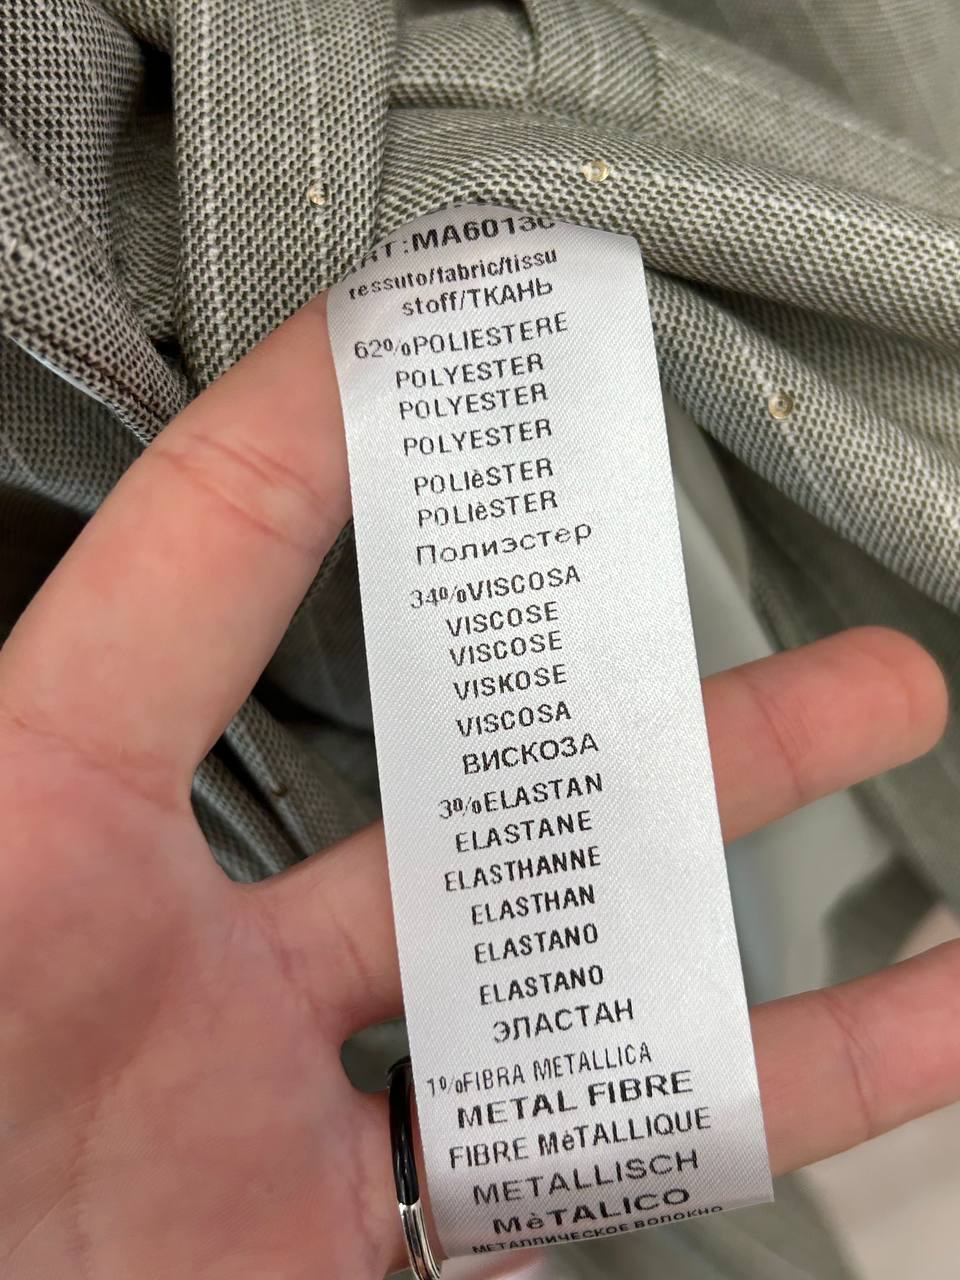 ART:MA6013C
Tessuto/fabric/tissu
stoff/ТКАНЬ
62%POLIESTERE
POLYESTER
POLYESTER
POLYESTER
POLIèSTER
POLIèSTER
Полиэстер
34%VISCOSA
VISCOSE
VISCOSE
VISKOSE
VISCOSA
ВИСКОЗА
3%ELASTAN
ELASTANE
ELASTHANNE
ELASTHAN
ELASTANO
ELASTANO
ЭЛАСТАН
1%FIBRA METALLICA
METAL FIBRE
FIBRE MèTALLIQUE
METALLISCH
MèTALICO
МЕТАЛЛИЧЕСКОЕ ВОЛОКНО